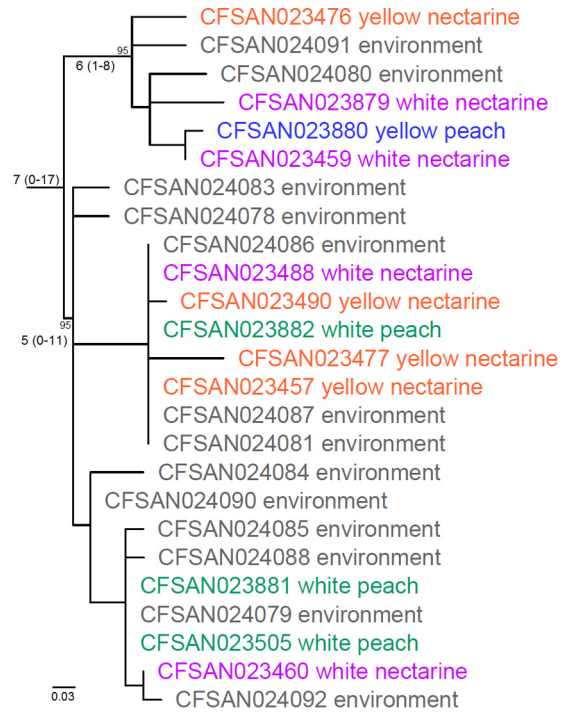 CFSAN023476 yellow nectarine
95
CFSAN024091 environment
6 (1-8)
CFSAN024080 environment
CFSAN023879 white nectarine
CFSAN023880 yellow peach
CFSAN023459 white nectarine
7 (0-17)
CFSAN024083 environment
CFSAN024078 environment
CFSAN024086 environment
CFSAN023488 white nectarine
CFSAN023490 yellow nectarine
95
CFSAN023882 white peach
5 (0-11)
CFSAN023477 yellow nectarine
CFSAN023457 yellow nectarine
CFSAN024087 environment
CFSAN024081 environment
CFSAN024084 environment
CFSAN024090 environment
CFSAN024085 environment
CFSAN024088 environment
CFSAN023881 white peach
CFSAN024079 environment
CFSAN023505 white peach
CFSAN023460 white nectarine
CFSAN024092 environment
0.03